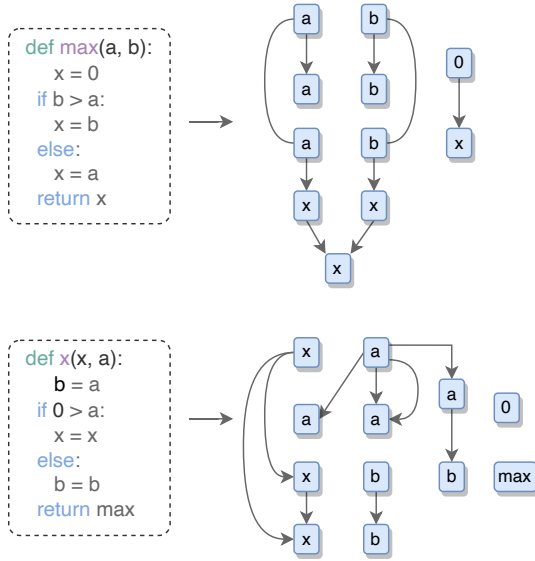 def max(a, b):
x = 0
if b > a:
x = b
else:
x = a
return x
a b
0
a b
a b x
x x
x
def x(x, a):
b = a
if 0 > a:
x = x
else:
b = b
return max
x a
a
a a 0
x b b max
x b